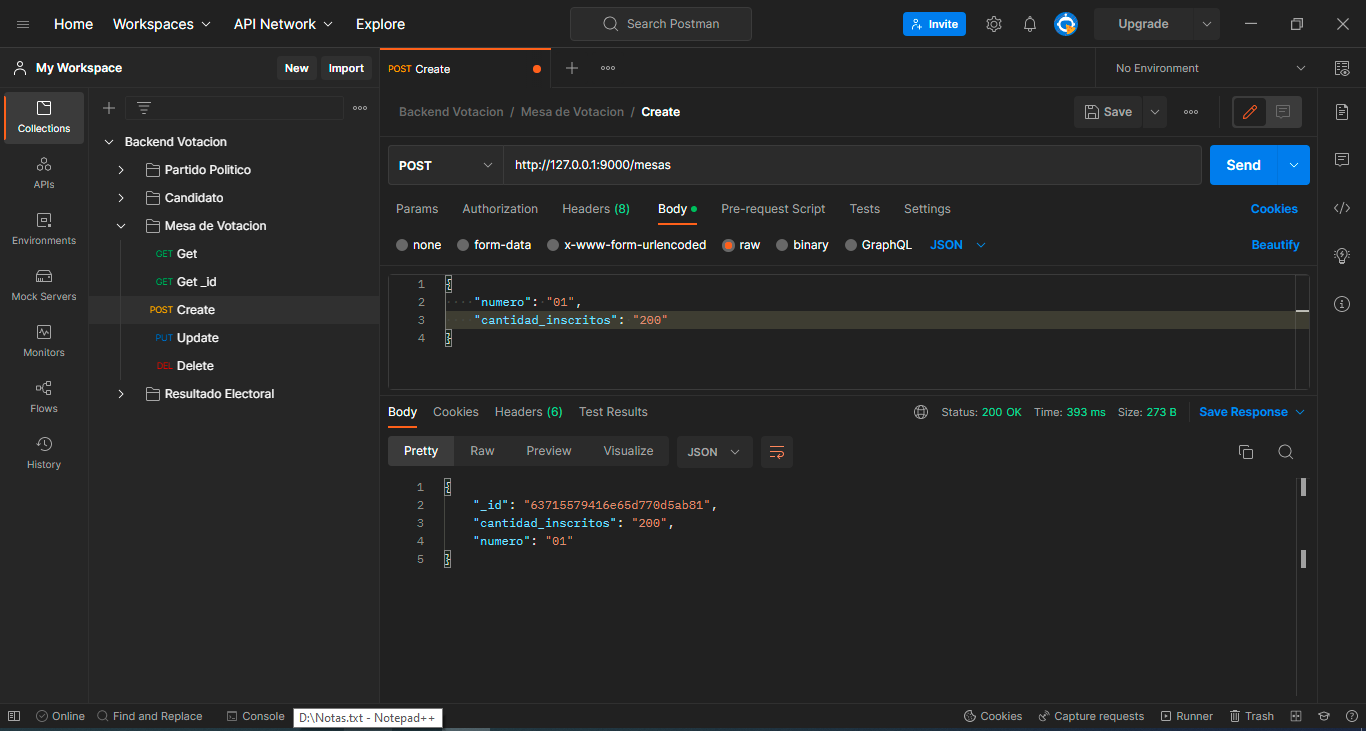 Home Workspaces API Network Explore Search Postman Invite Upgrade
My Workspace New Import POST Create No Environment
Collections
APIs
Environments
Mock Servers
Monitors
Flows
History
Backend Votacion
Partido Politico
Candidato
Mesa de Votacion
GET Get
GET Get _id
POST Create
PUT Update
DEL Delete
Resultado Electoral
Backend Votacion / Mesa de Votacion / Create Save
POST http://127.0.0.1:9000/mesas Send
Params Authorization Headers (8) Body Pre-request Script Tests Settings Cookies
none form-data x-www-form-urlencoded raw binary GraphQL JSON Beautify
1 {
2 "numero": "01",
3 "cantidad_inscritos": "200"
4 }
Body Cookies Headers (6) Test Results Status: 200 OK Time: 393 ms Size: 273 B Save Response
Pretty Raw Preview Visualize JSON
1 {
2 "_id": "63715579416e65d770d5ab81",
3 "cantidad_inscritos": "200",
4 "numero": "01"
5 }
Online Find and Replace Console D:\Notas.txt - Notepad++ Cookies Capture requests Runner Trash